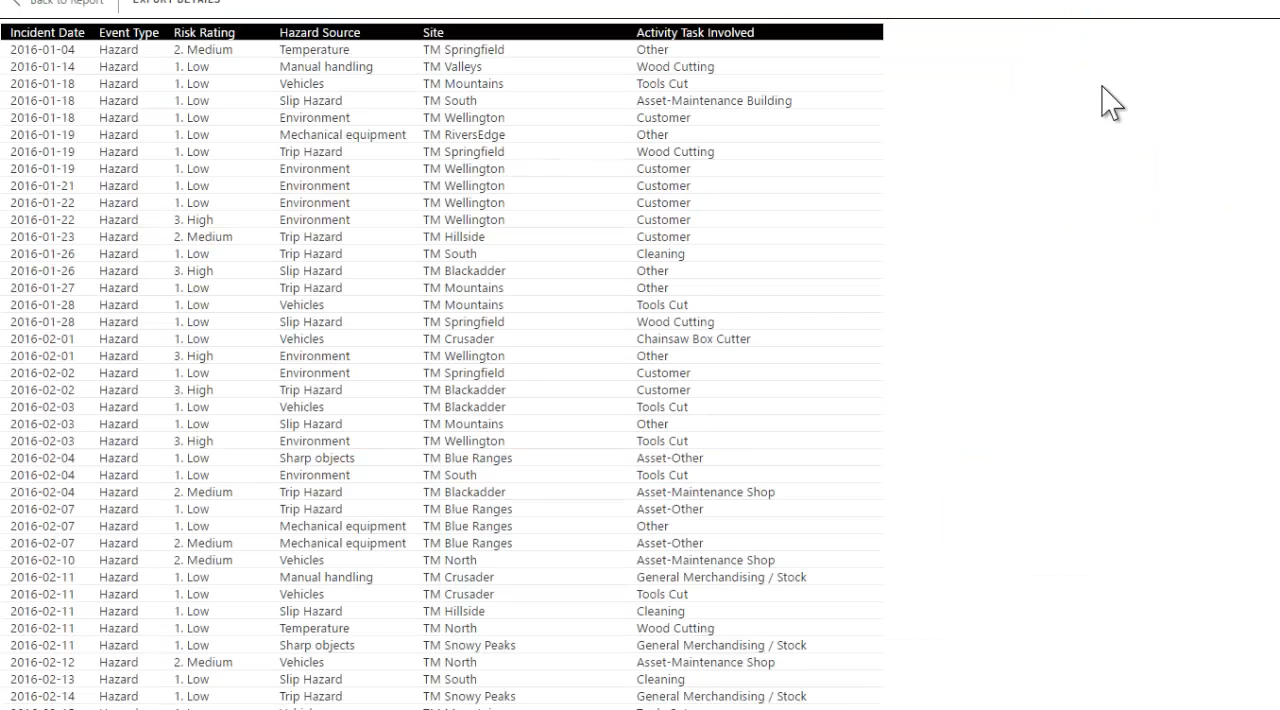 Back to Report EXPORT DETAILS
Incident Date Event Type Risk Rating Hazard Source Site Activity Task Involved
2016-01-04 Hazard 2. Medium Temperature TM Springfield Other
2016-01-14 Hazard 1. Low Manual handling TM Valleys Wood Cutting
2016-01-18 Hazard 1. Low Vehicles TM Mountains Tools Cut
2016-01-18 Hazard 1. Low Slip Hazard TM South Asset-Maintenance Building
2016-01-18 Hazard 1. Low Environment TM Wellington Customer
2016-01-19 Hazard 1. Low Mechanical equipment TM RiversEdge Other
2016-01-19 Hazard 1. Low Trip Hazard TM Springfield Wood Cutting
2016-01-19 Hazard 1. Low Environment TM Wellington Customer
2016-01-21 Hazard 1. Low Environment TM Wellington Customer
2016-01-22 Hazard 1. Low Environment TM Wellington Customer
2016-01-22 Hazard 3. High Environment TM Wellington Customer
2016-01-23 Hazard 2. Medium Trip Hazard TM Hillside Customer
2016-01-26 Hazard 1. Low Trip Hazard TM South Cleaning
2016-01-26 Hazard 3. High Slip Hazard TM Blackadder Other
2016-01-27 Hazard 1. Low Trip Hazard TM Mountains Other
2016-01-28 Hazard 1. Low Vehicles TM Mountains Tools Cut
2016-01-28 Hazard 1. Low Slip Hazard TM Springfield Wood Cutting
2016-02-01 Hazard 1. Low Vehicles TM Crusader Chainsaw Box Cutter
2016-02-01 Hazard 3. High Environment TM Wellington Other
2016-02-02 Hazard 1. Low Environment TM Springfield Customer
2016-02-02 Hazard 3. High Trip Hazard TM Blackadder Customer
2016-02-03 Hazard 1. Low Vehicles TM Blackadder Tools Cut
2016-02-03 Hazard 1. Low Slip Hazard TM Mountains Other
2016-02-03 Hazard 3. High Environment TM Wellington Tools Cut
2016-02-04 Hazard 1. Low Sharp objects TM Blue Ranges Asset-Other
2016-02-04 Hazard 1. Low Environment TM South Tools Cut
2016-02-04 Hazard 2. Medium Trip Hazard TM Blackadder Asset-Maintenance Shop
2016-02-07 Hazard 1. Low Trip Hazard TM Blue Ranges Asset-Other
2016-02-07 Hazard 1. Low Mechanical equipment TM Blue Ranges Other
2016-02-07 Hazard 2. Medium Mechanical equipment TM Blue Ranges Asset-Other
2016-02-10 Hazard 2. Medium Vehicles TM North Asset-Maintenance Shop
2016-02-11 Hazard 1. Low Manual handling TM Crusader General Merchandising / Stock
2016-02-11 Hazard 1. Low Vehicles TM Crusader Tools Cut
2016-02-11 Hazard 1. Low Slip Hazard TM Hillside Cleaning
2016-02-11 Hazard 1. Low Temperature TM North Wood Cutting
2016-02-11 Hazard 1. Low Sharp objects TM Snowy Peaks General Merchandising / Stock
2016-02-12 Hazard 2. Medium Vehicles TM North Asset-Maintenance Shop
2016-02-13 Hazard 1. Low Slip Hazard TM South Cleaning
2016-02-14 Hazard 1. Low Trip Hazard TM Snowy Peaks General Merchandising / Stock